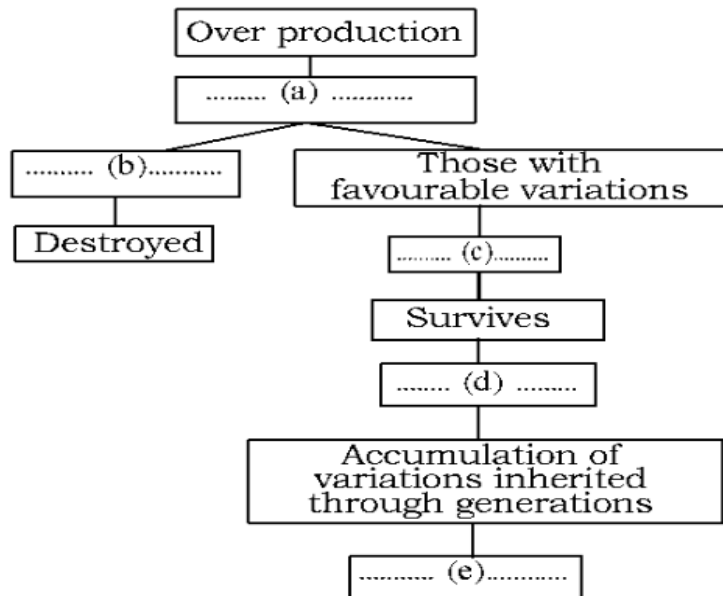 Over production
......... (a) ............
.......... (b)...........
Those with
favourable variations
Destroyed
.......... (c)..........
Survives
........ (d) .........
Accumulation of
variations inherited
through generations
........... (e)............